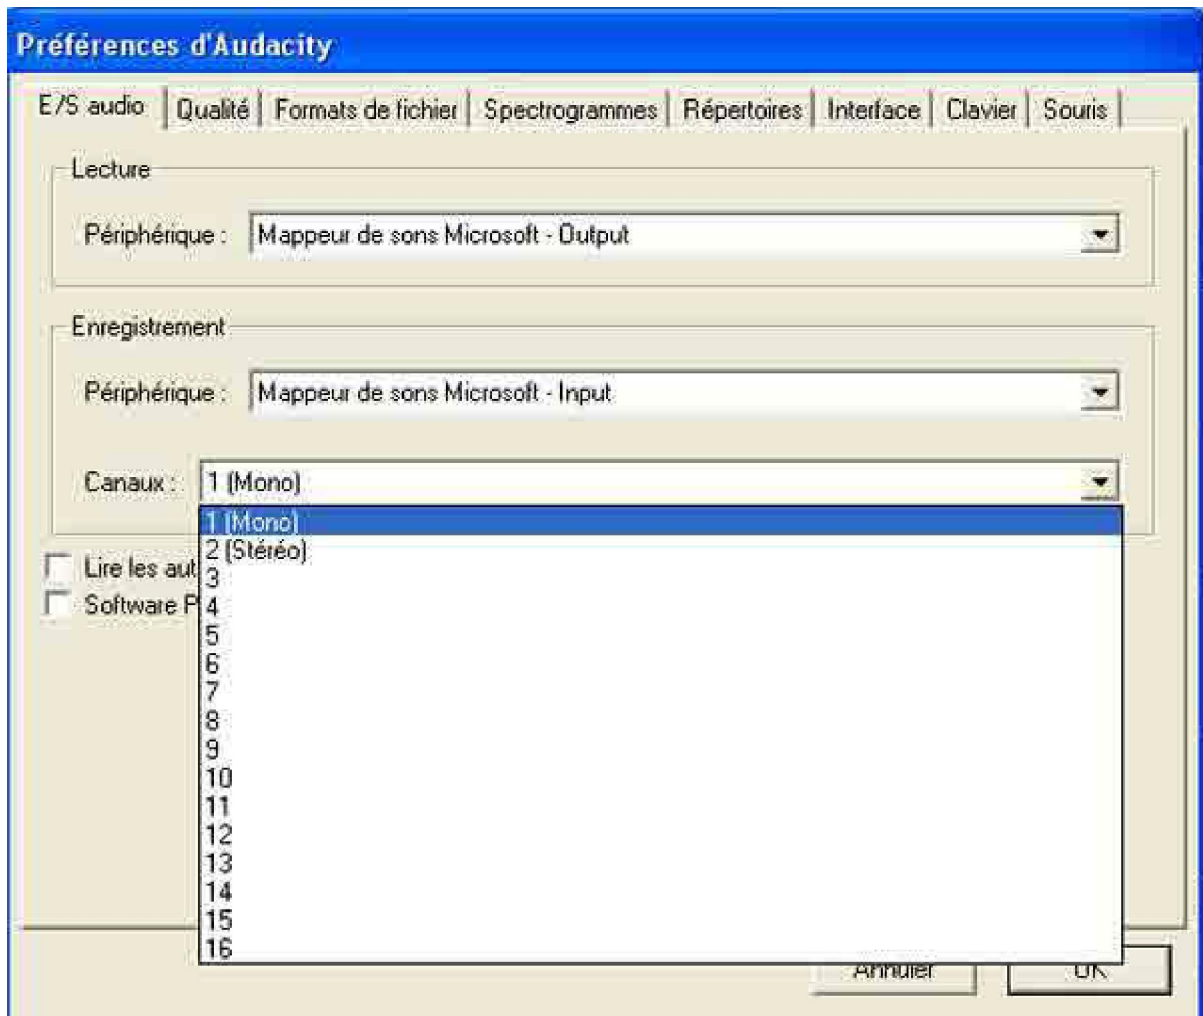 Préférences d'Audacity
E/S audio Qualité Formats de fichier Spectrogrammes Répertoires Interface Clavier Souris
Lecture
Périphérique : Mappeur de sons Microsoft - Output
Enregistrement
Périphérique : Mappeur de sons Microsoft - Input
Canaux : 1 (Mono)
1 (Mono)
2 (Stéréo)
Lire les aut
3
Software P
4
5
6
7
8
9
10
11
12
13
14
15
16
Annuler OK